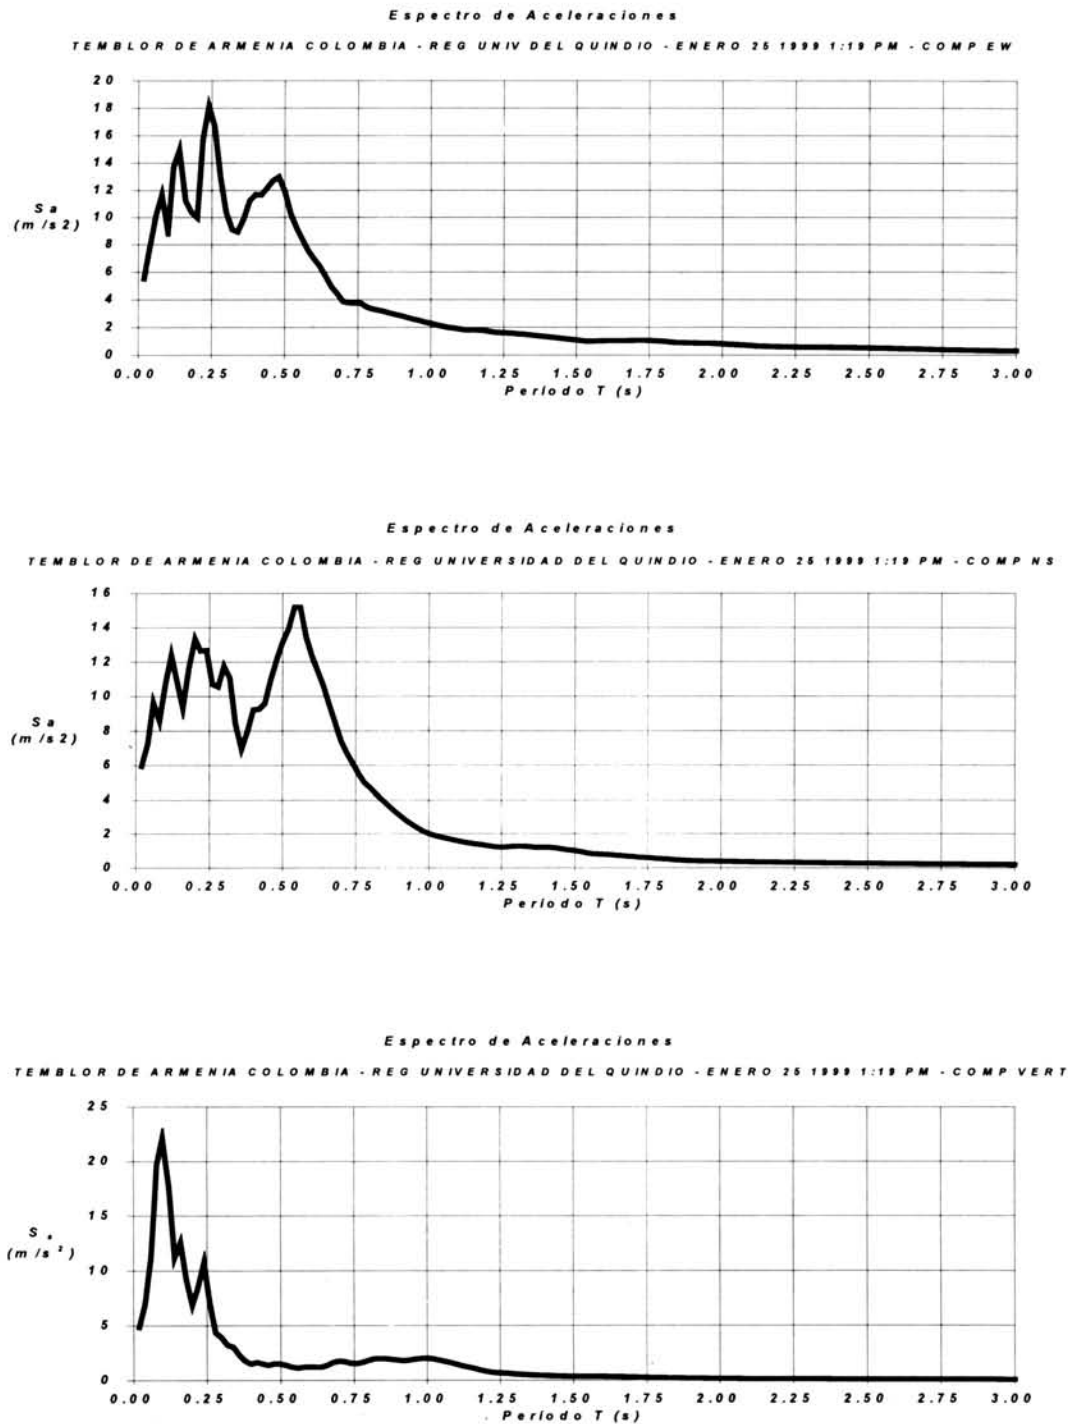 Espectro de Aceleraciones
TEMBLOR DE ARMENIA COLOMBIA - REG UNIV DEL QUINDIO - ENERO 25 1999 1:19 PM - COMP EW
20
18
16
14
12
10
8
6
4
2
0
Sa
(m/s2)
0.00 0.25 0.50 0.75 1.00 1.25 1.50 1.75 2.00 2.25 2.50 2.75 3.00
Período T (s)
Espectro de Aceleraciones
TEMBLOR DE ARMENIA COLOMBIA - REG UNIVERSIDAD DEL QUINDIO - ENERO 25 1999 1:19 PM - COMP NS
16
14
12
10
8
6
4
2
0
Sa
(m/s2)
0.00 0.25 0.50 0.75 1.00 1.25 1.50 1.75 2.00 2.25 2.50 2.75 3.00
Período T (s)
Espectro de Aceleraciones
TEMBLOR DE ARMENIA COLOMBIA - REG UNIVERSIDAD DEL QUINDIO - ENERO 25 1999 1:19 PM - COMP VERT
25
20
15
10
5
0
Sa
(m/s²)
0.00 0.25 0.50 0.75 1.00 1.25 1.50 1.75 2.00 2.25 2.50 2.75 3.00
Período T (s)